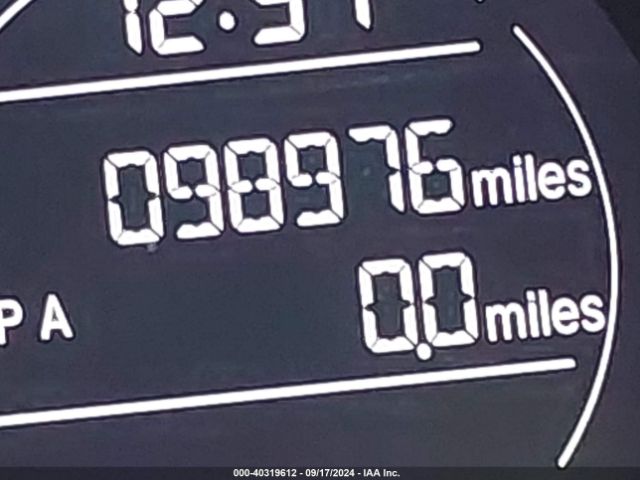 098976 miles
P A 0.0 miles
000-40319612 - 09/17/2024 - IAA Inc.